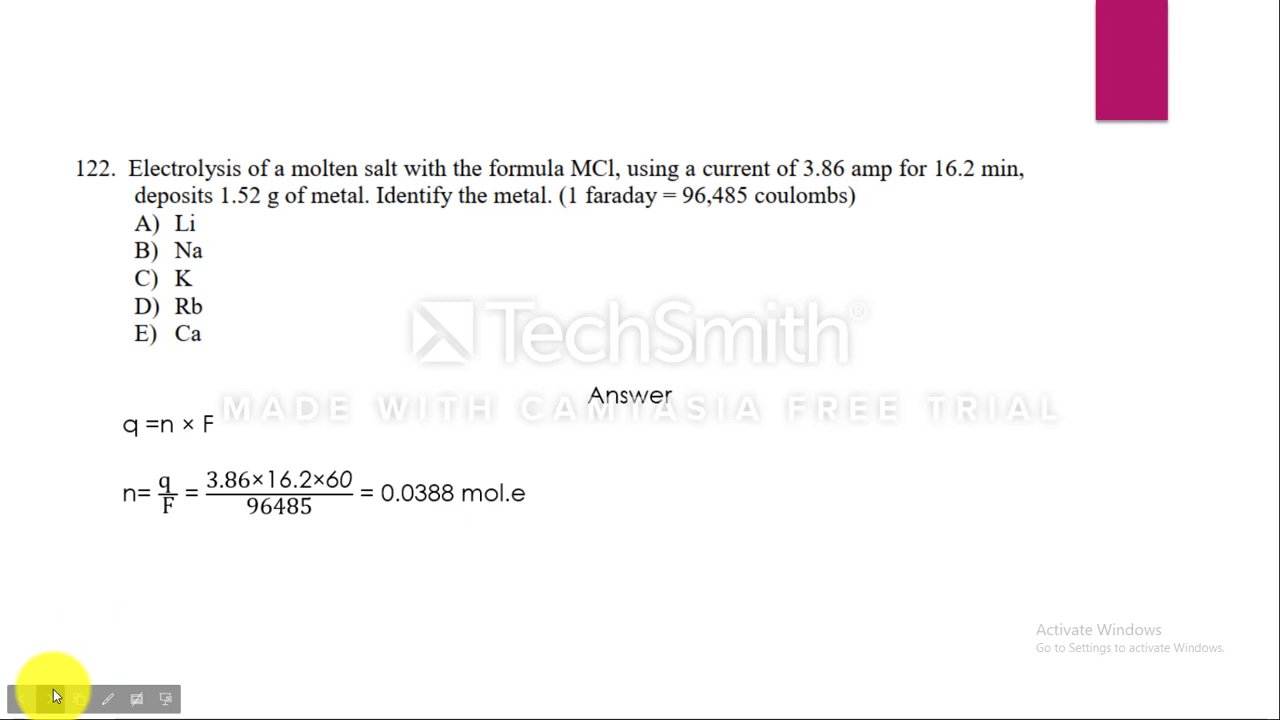 122. Electrolysis of a molten salt with the formula MCl, using a current of 3.86 amp for 16.2 min,
deposits 1.52 g of metal. Identify the metal. (1 faraday = 96,485 coulombs)
A) Li
B) Na
C) K
D) Rb
E) Ca
TechSmith®
Answer
MADE WITH CAMTASIA FREE TRIAL
q =n × F
n= q/F = 3.86×16.2×60/96485 = 0.0388 mol.e
Activate Windows
Go to Settings to activate Windows.